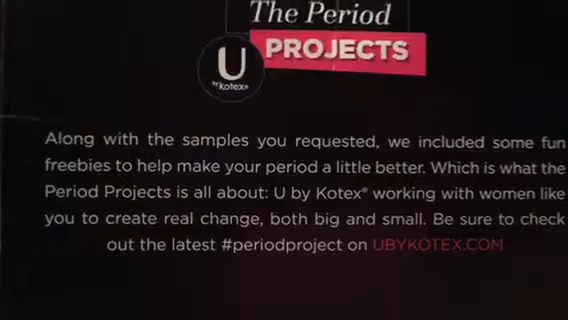 The Period
PROJECTS
U
by kotex®
Along with the samples you requested, we included some fun
freebies to help make your period a little better. Which is what the
Period Projects is all about: U by Kotex® working with women like
you to create real change, both big and small. Be sure to check
out the latest #periodproject on UBYKOTEX.COM